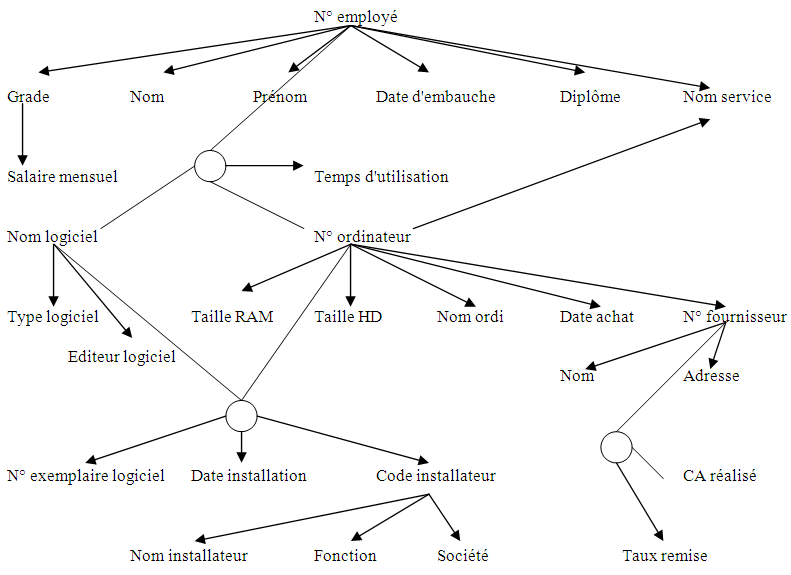 N° employé
Grade
Nom
Prénom
Date d'embauche
Diplôme
Nom service
Salaire mensuel
Temps d'utilisation
Nom logiciel
N° ordinateur
Type logiciel
Taille RAM
Taille HD
Nom ordi
Date achat
N° fournisseur
Editeur logiciel
Nom
Adresse
N° exemplaire logiciel
Date installation
Code installateur
CA réalisé
Nom installateur
Fonction
Société
Taux remise